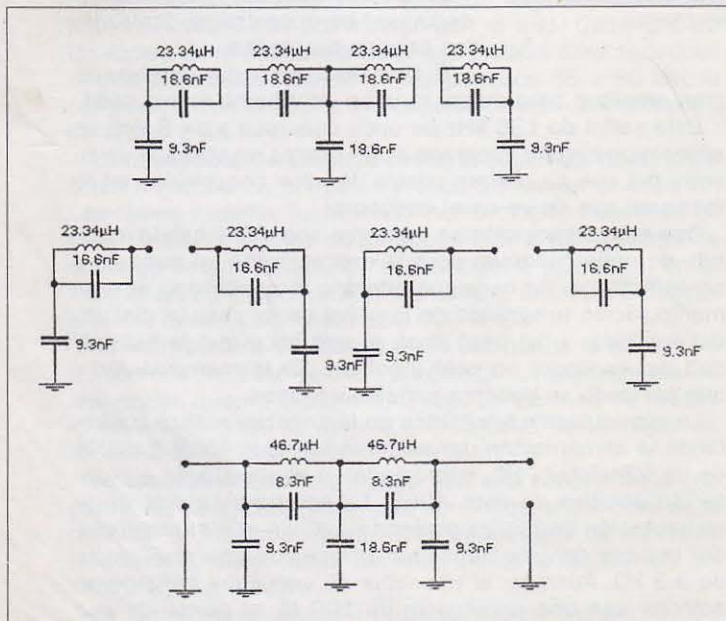 23.34µH 23.34µH 23.34µH 23.34µH
18.6nF 18.6nF 18.6nF 18.6nF
9.3nF 18.6nF 9.3nF
23.34µH 23.34µH 23.34µH 23.34µH
16.6nF 16.6nF 16.6nF 16.6nF
9.3nF 9.3nF 9.3nF 9.3nF
46.7µH 46.7µH
8.3nF 8.3nF
9.3nF 18.6nF 9.3nF